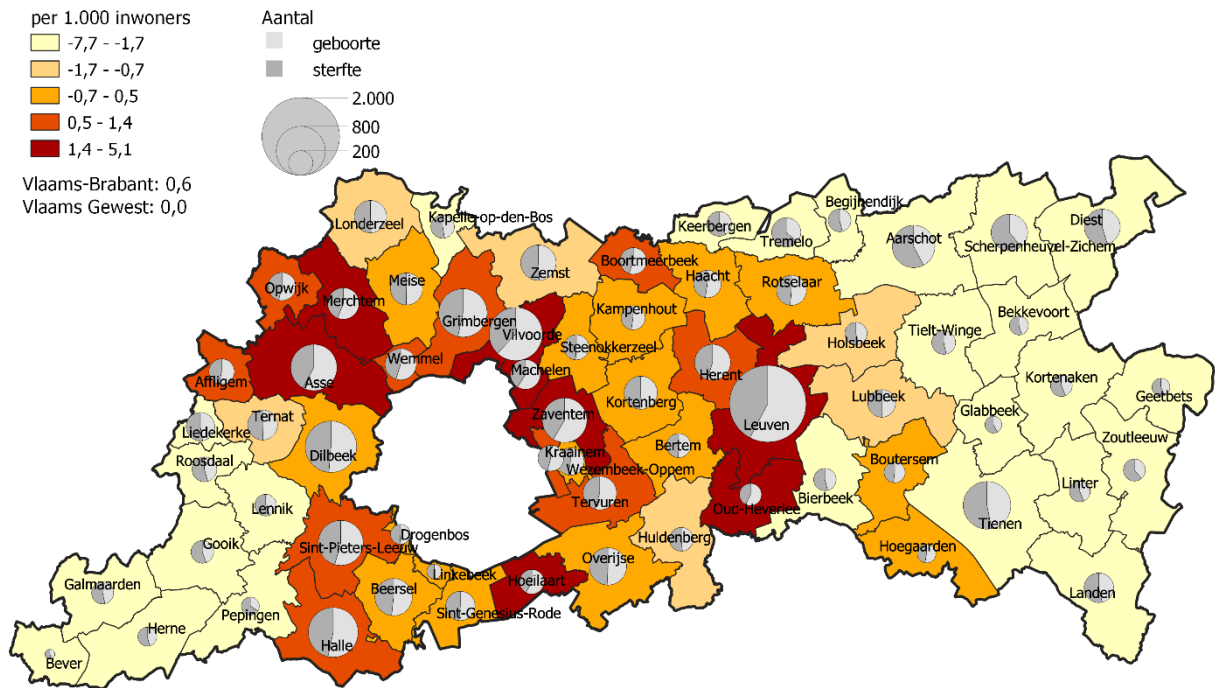 per 1.000 inwoners
-7,7 - -1,7
-1,7 - -0,7
-0,7 - 0,5
0,5 - 1,4
1,4 - 5,1
Vlaams-Brabant: 0,6
Vlaams Gewest: 0,0
Aantal
geboorte
sterfte
2.000
800
200
Londerzeel
Kapelle-op-den-Bos
Keerbergen
Tremelo
Begijnendijk
Aarschot
Scherpenheuvel-Zichem
Diest
Opwijk
Merchtem
Meise
Grimbergen
Zemst
Vilvoorde
Boortmeerbeek
Haacht
Rotselaar
Kampenhout
Steenokkerzeel
Holsbeek
Tielt-Winge
Bekkevoort
Affligem
Asse
Wemmel
Machelen
Herent
Leuven
Kortenberg
Lubbeek
Kortenaken
Geetbets
Glabbeek
Liedekerke
Ternat
Dilbeek
Zaventem
Kraainem
Wezembeek-Oppem
Bertem
Boutersem
Zoutleeuw
Roosdaal
Lennik
Tervuren
Oud-Heverlee
Bierbeek
Linter
Tienen
Gooik
Sint-Pieters-Leeuw
Drogenbos
Huldenberg
Hoegaarden
Overijse
Hoeilaart
Linkebeek
Beersel
Sint-Genesius-Rode
Galmaarden
Pepingen
Herne
Halle
Landen
Bever